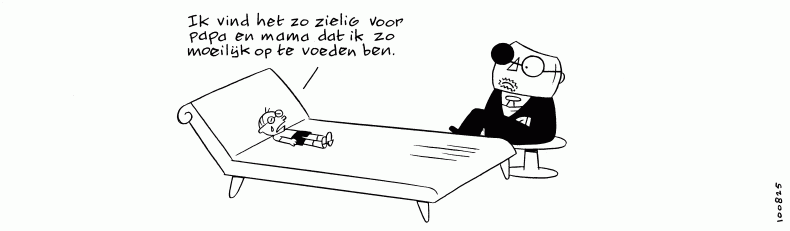 Ik vind het zo zielig voor
papa en mama dat ik zo
moeilijk op te voeden ben.
100825